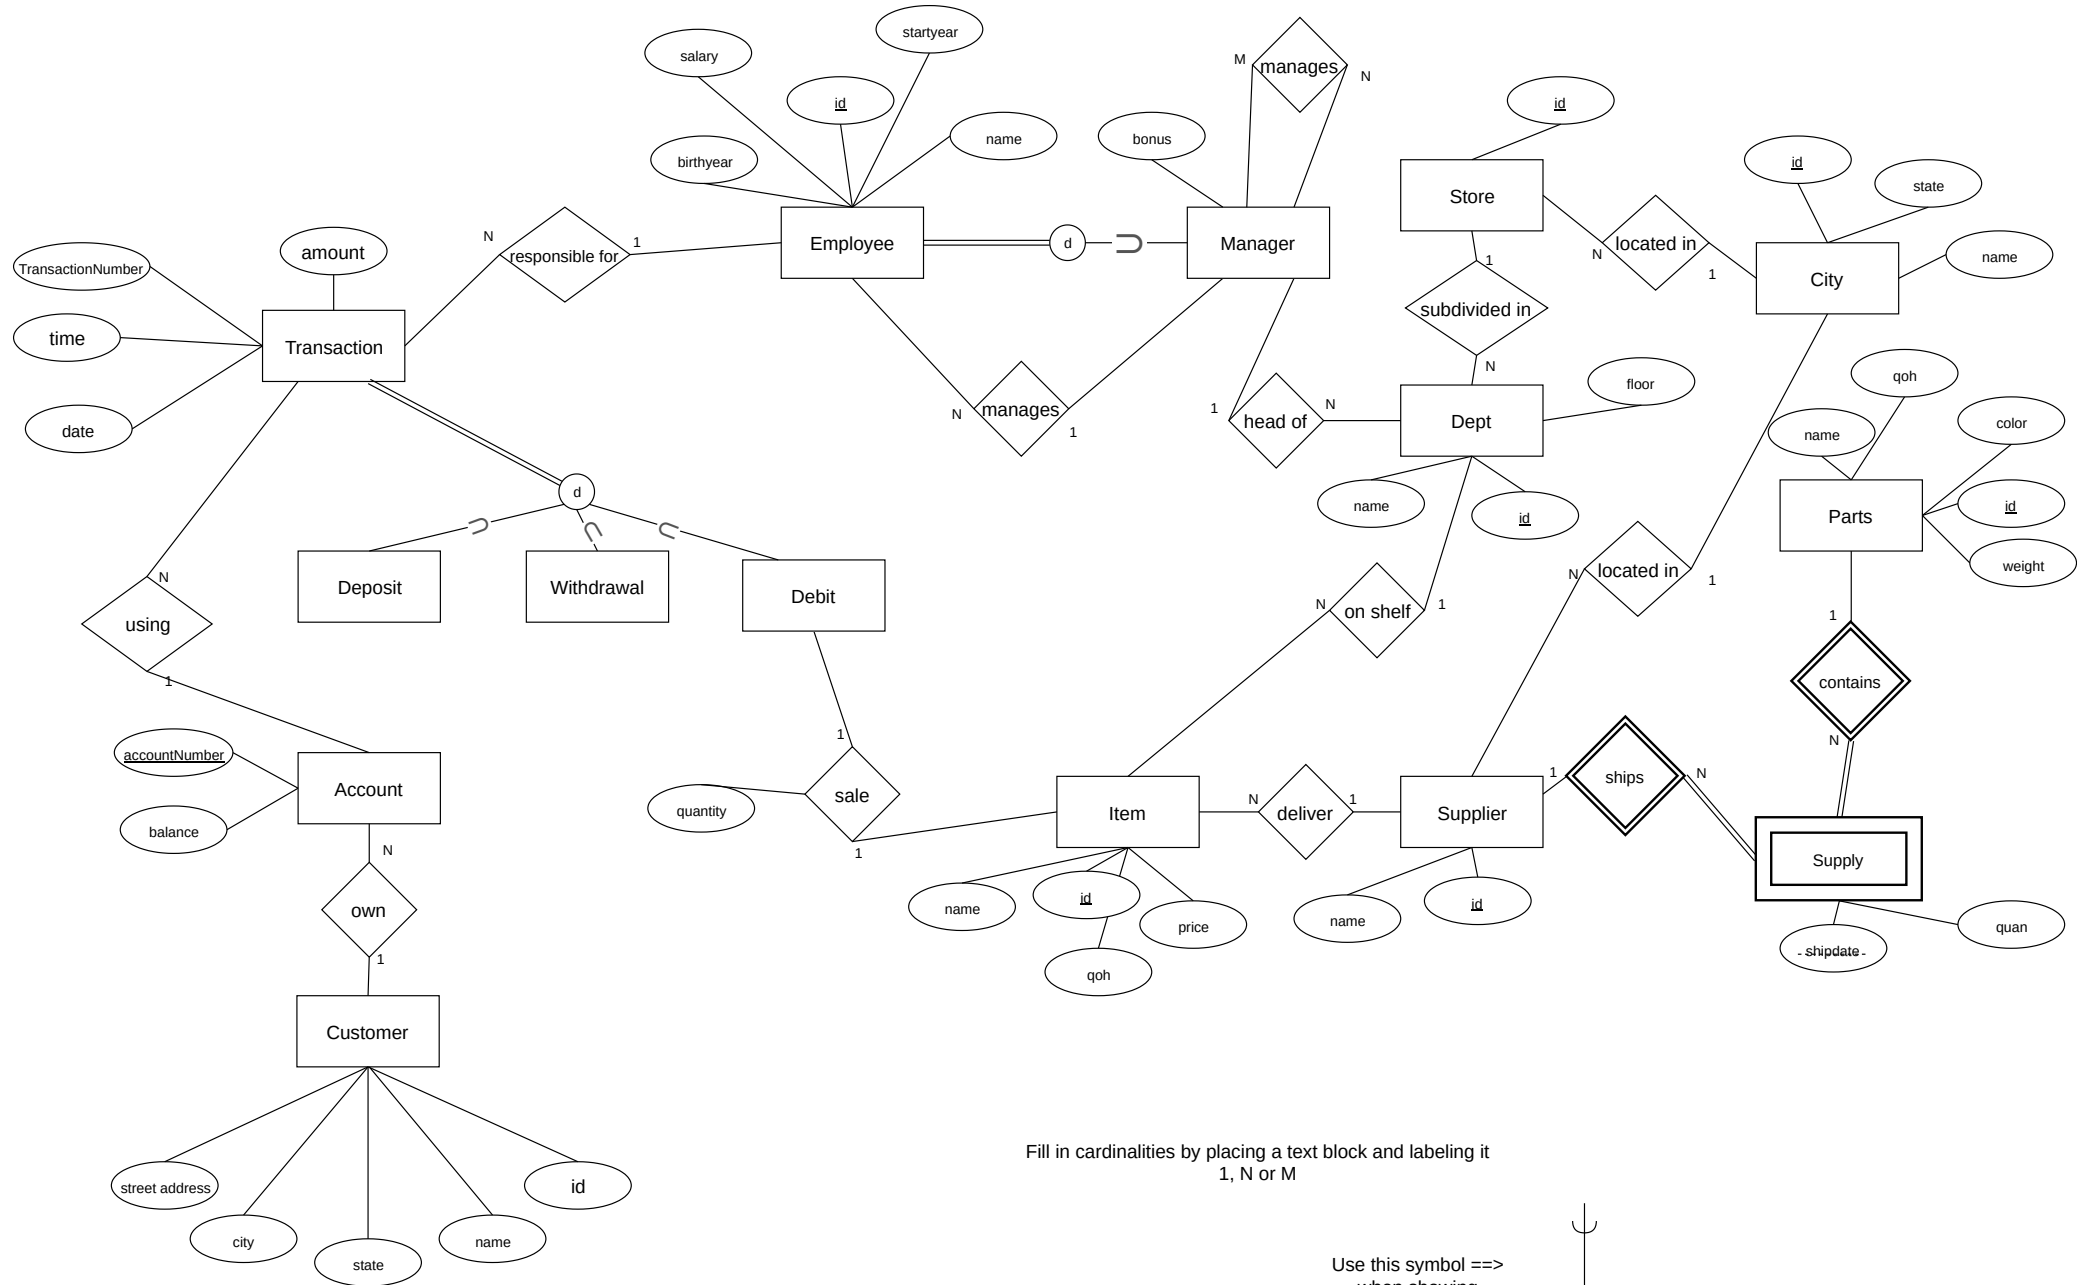 startyear
salary
manages
M
N
id
id
name
bonus
birthyear
id
state
Store
N
1
responsible for
Employee
d
Manager
located in
N
1
name
City
amount
TransactionNumber
1
subdivided in
time
Transaction
N
qoh
floor
date
N
manages
1
1
head of
N
Dept
name
color
d
name
id
Parts
id
weight
N
using
1
Deposit
Withdrawal
Debit
N
on shelf
1
N
located in
1
1
contains
N
accountNumber
Account
balance
1
quantity
sale
1
Item
N
deliver
1
Supplier
1
ships
N
Supply
N
own
1
name
id
price
qoh
name
id
quan
shipdate
Customer
street address
city
state
name
id
Fill in cardinalities by placing a text block and labeling it
1, N or M
Use this symbol ==>
when showing